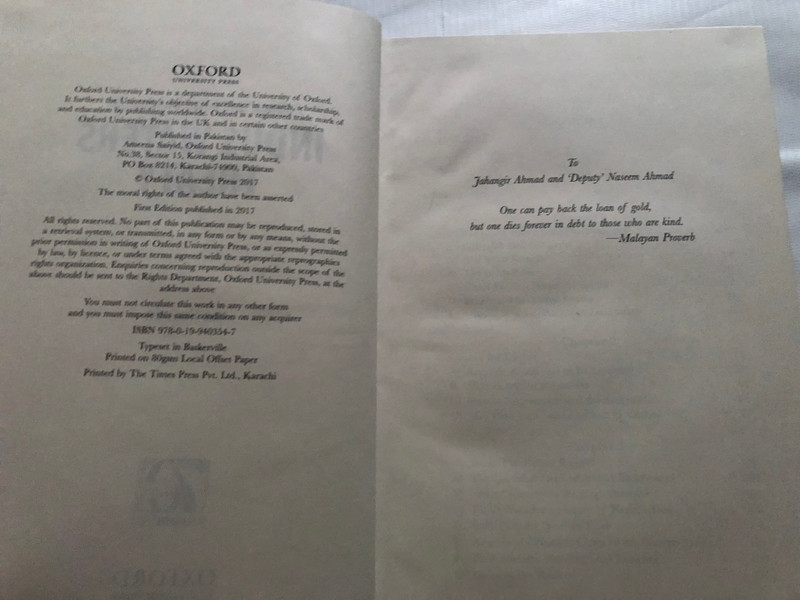 OXFORD
UNIVERSITY PRESS
Oxford University Press is a department of the University of Oxford.
It furthers the University's objective of excellence in research, scholarship,
and education by publishing worldwide. Oxford is a registered trade mark of
Oxford University Press in the UK and in certain other countries
Published in Pakistan by
Ameena Saiyid, Oxford University Press
No.38, Sector 15, Korangi Industrial Area,
PO Box 8214, Karachi-74900, Pakistan
© Oxford University Press 2017
The moral rights of the author have been asserted
First Edition published in 2017
All rights reserved. No part of this publication may be reproduced, stored in
a retrieval system, or transmitted, in any form or by any means, without the
prior permission in writing of Oxford University Press, or as expressly permitted
by law, by licence, or under terms agreed with the appropriate reprographics
rights organization. Enquiries concerning reproduction outside the scope of the
above should be sent to the Rights Department, Oxford University Press, at the
address above
You must not circulate this work in any other form
and you must impose this same condition on any acquirer
ISBN 978-0-19-940354-7
Typeset in Baskerville
Printed on 80gms Local Offset Paper
Printed by The Times Press Pvt. Ltd., Karachi
To
Jahangir Ahmad and 'Deputy' Naseem Ahmad
One can pay back the loan of gold,
but one dies forever in debt to those who are kind.
—Malayan Proverb